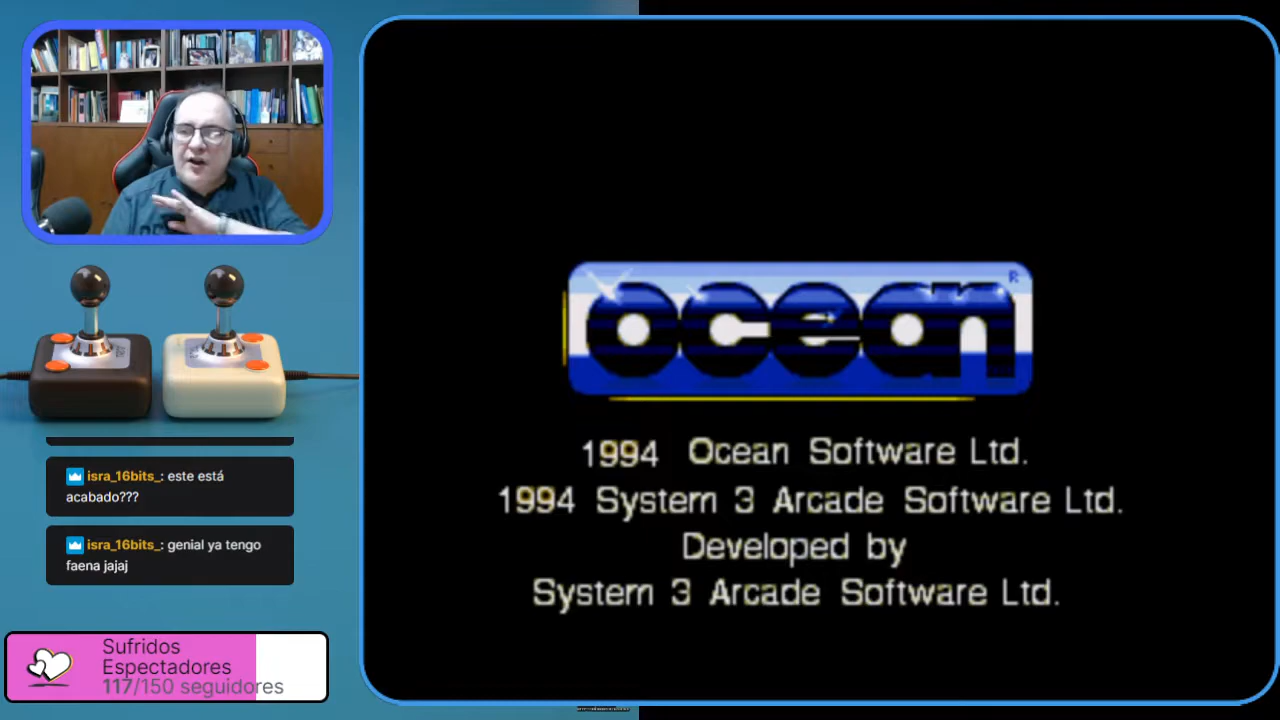 ocean R
1994 Ocean Software Ltd.
1994 System 3 Arcade Software Ltd.
Developed by
System 3 Arcade Software Ltd.
isra_16bits_: este está
acabado???
isra_16bits_: genial ya tengo
faena jajaj
Sufridos
Espectadores
117/150 seguidores